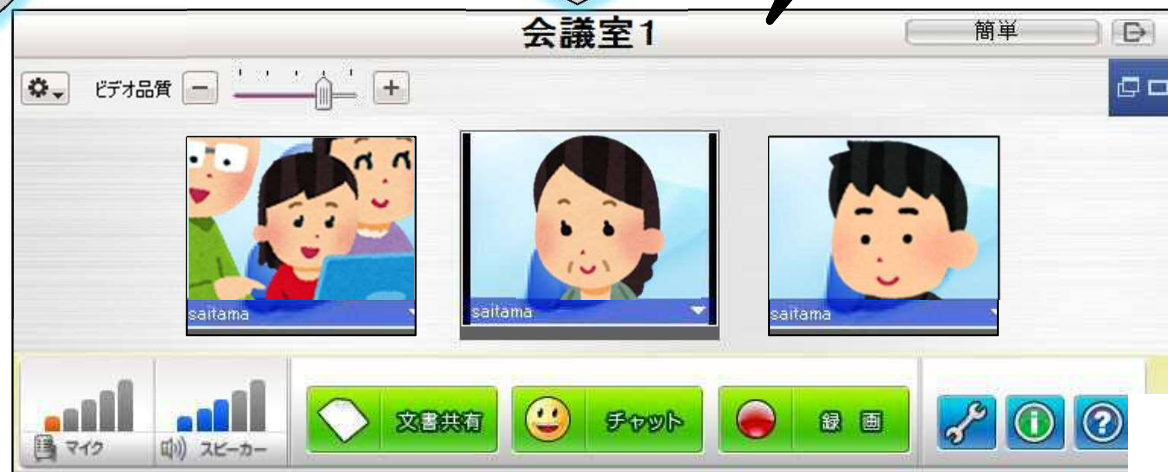 会議室1
簡単
ビデオ品質
saitama
saitama
saitama
マイク
スピーカー
文書共有
チャット
録画